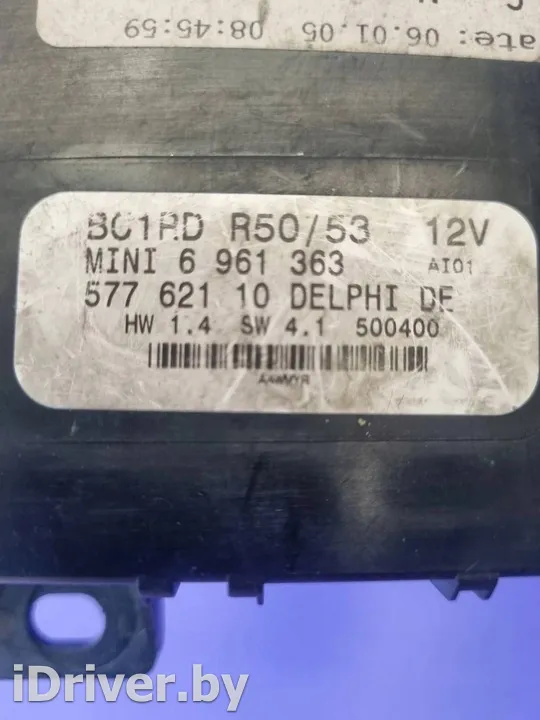 ate: 06.01.05 08:45:59
BC1RD R50/53 12V
MINI 6 961 363 AI01
577 621 10 DELPHI DE
HW 1.4 SW 4.1 500400
iDriver.by